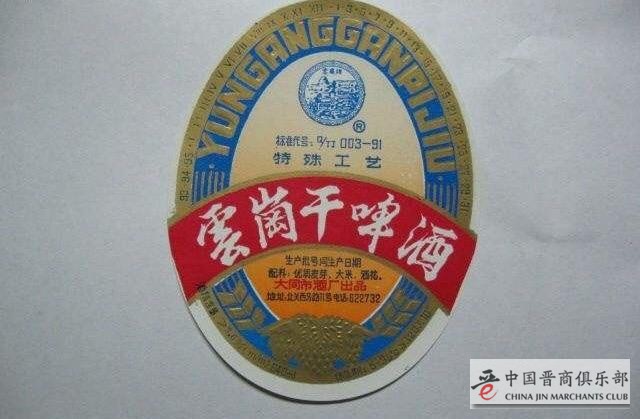 YUNGANGGANPIJIU
®
标准代号: Q/TJ 003-91
特殊工艺
雲崗干啤酒
生产批号同生产日期
配料:优质麦芽、大米、酒花。
大同市酒厂出品
电话:622732
中国晋商俱乐部
CHINA JIN MARCHANTS CLUB